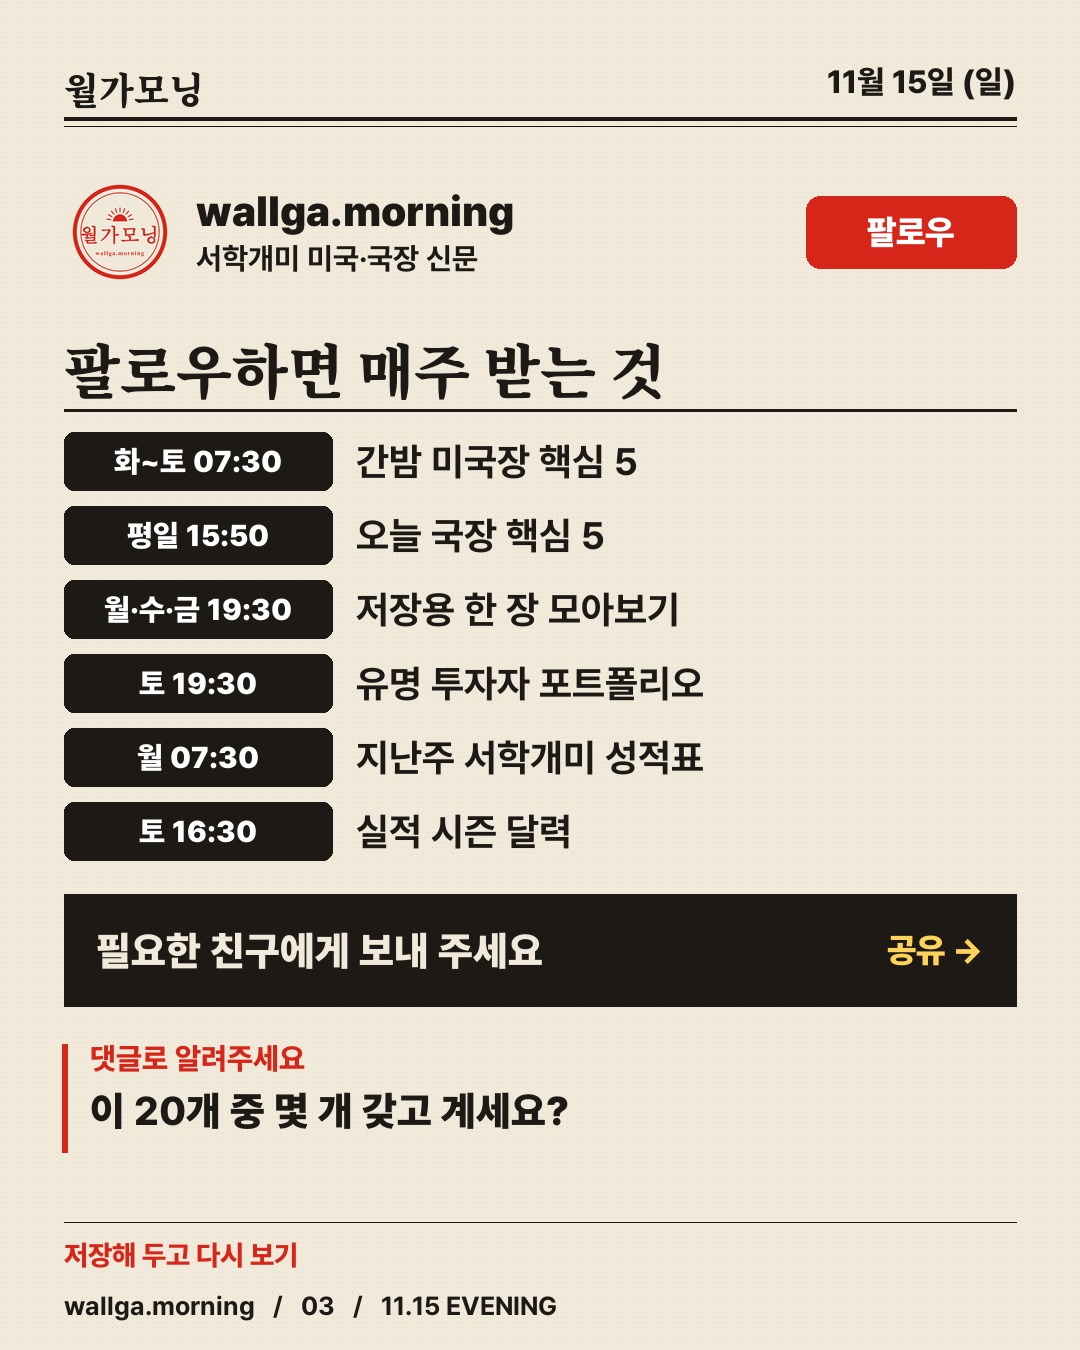 월가모닝
11월 15일 (일)
월가모닝
wallga.morning
wallga.morning
서학개미 미국·국장 신문
팔로우
팔로우하면 매주 받는 것
화~토 07:30 간밤 미국장 핵심 5
평일 15:50 오늘 국장 핵심 5
월·수·금 19:30 저장용 한 장 모아보기
토 19:30 유명 투자자 포트폴리오
월 07:30 지난주 서학개미 성적표
토 16:30 실적 시즌 달력
필요한 친구에게 보내 주세요 공유 →
댓글로 알려주세요
이 20개 중 몇 개 갖고 계세요?
저장해 두고 다시 보기
wallga.morning / 03 / 11.15 EVENING